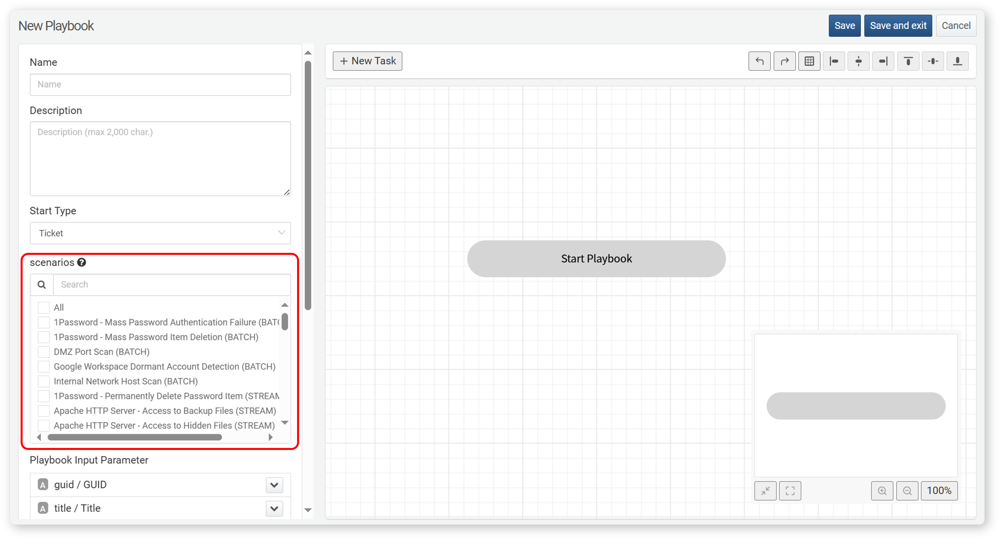 New Playbook
Save
Save and exit
Cancel
Name
Name
Description
Description (max 2,000 char.)
Start Type
Ticket
scenarios
Search
All
1Password - Mass Password Authentication Failure (BATC
1Password - Mass Password Item Deletion (BATCH)
DMZ Port Scan (BATCH)
Google Workspace Dormant Account Detection (BATCH)
Internal Network Host Scan (BATCH)
1Password - Permanently Delete Password Item (STREAM
Apache HTTP Server - Access to Backup Files (STREAM)
Apache HTTP Server - Access to Hidden Files (STREAM)
Playbook Input Parameter
A guid / GUID
A title / Title
+ New Task
Start Playbook
100%